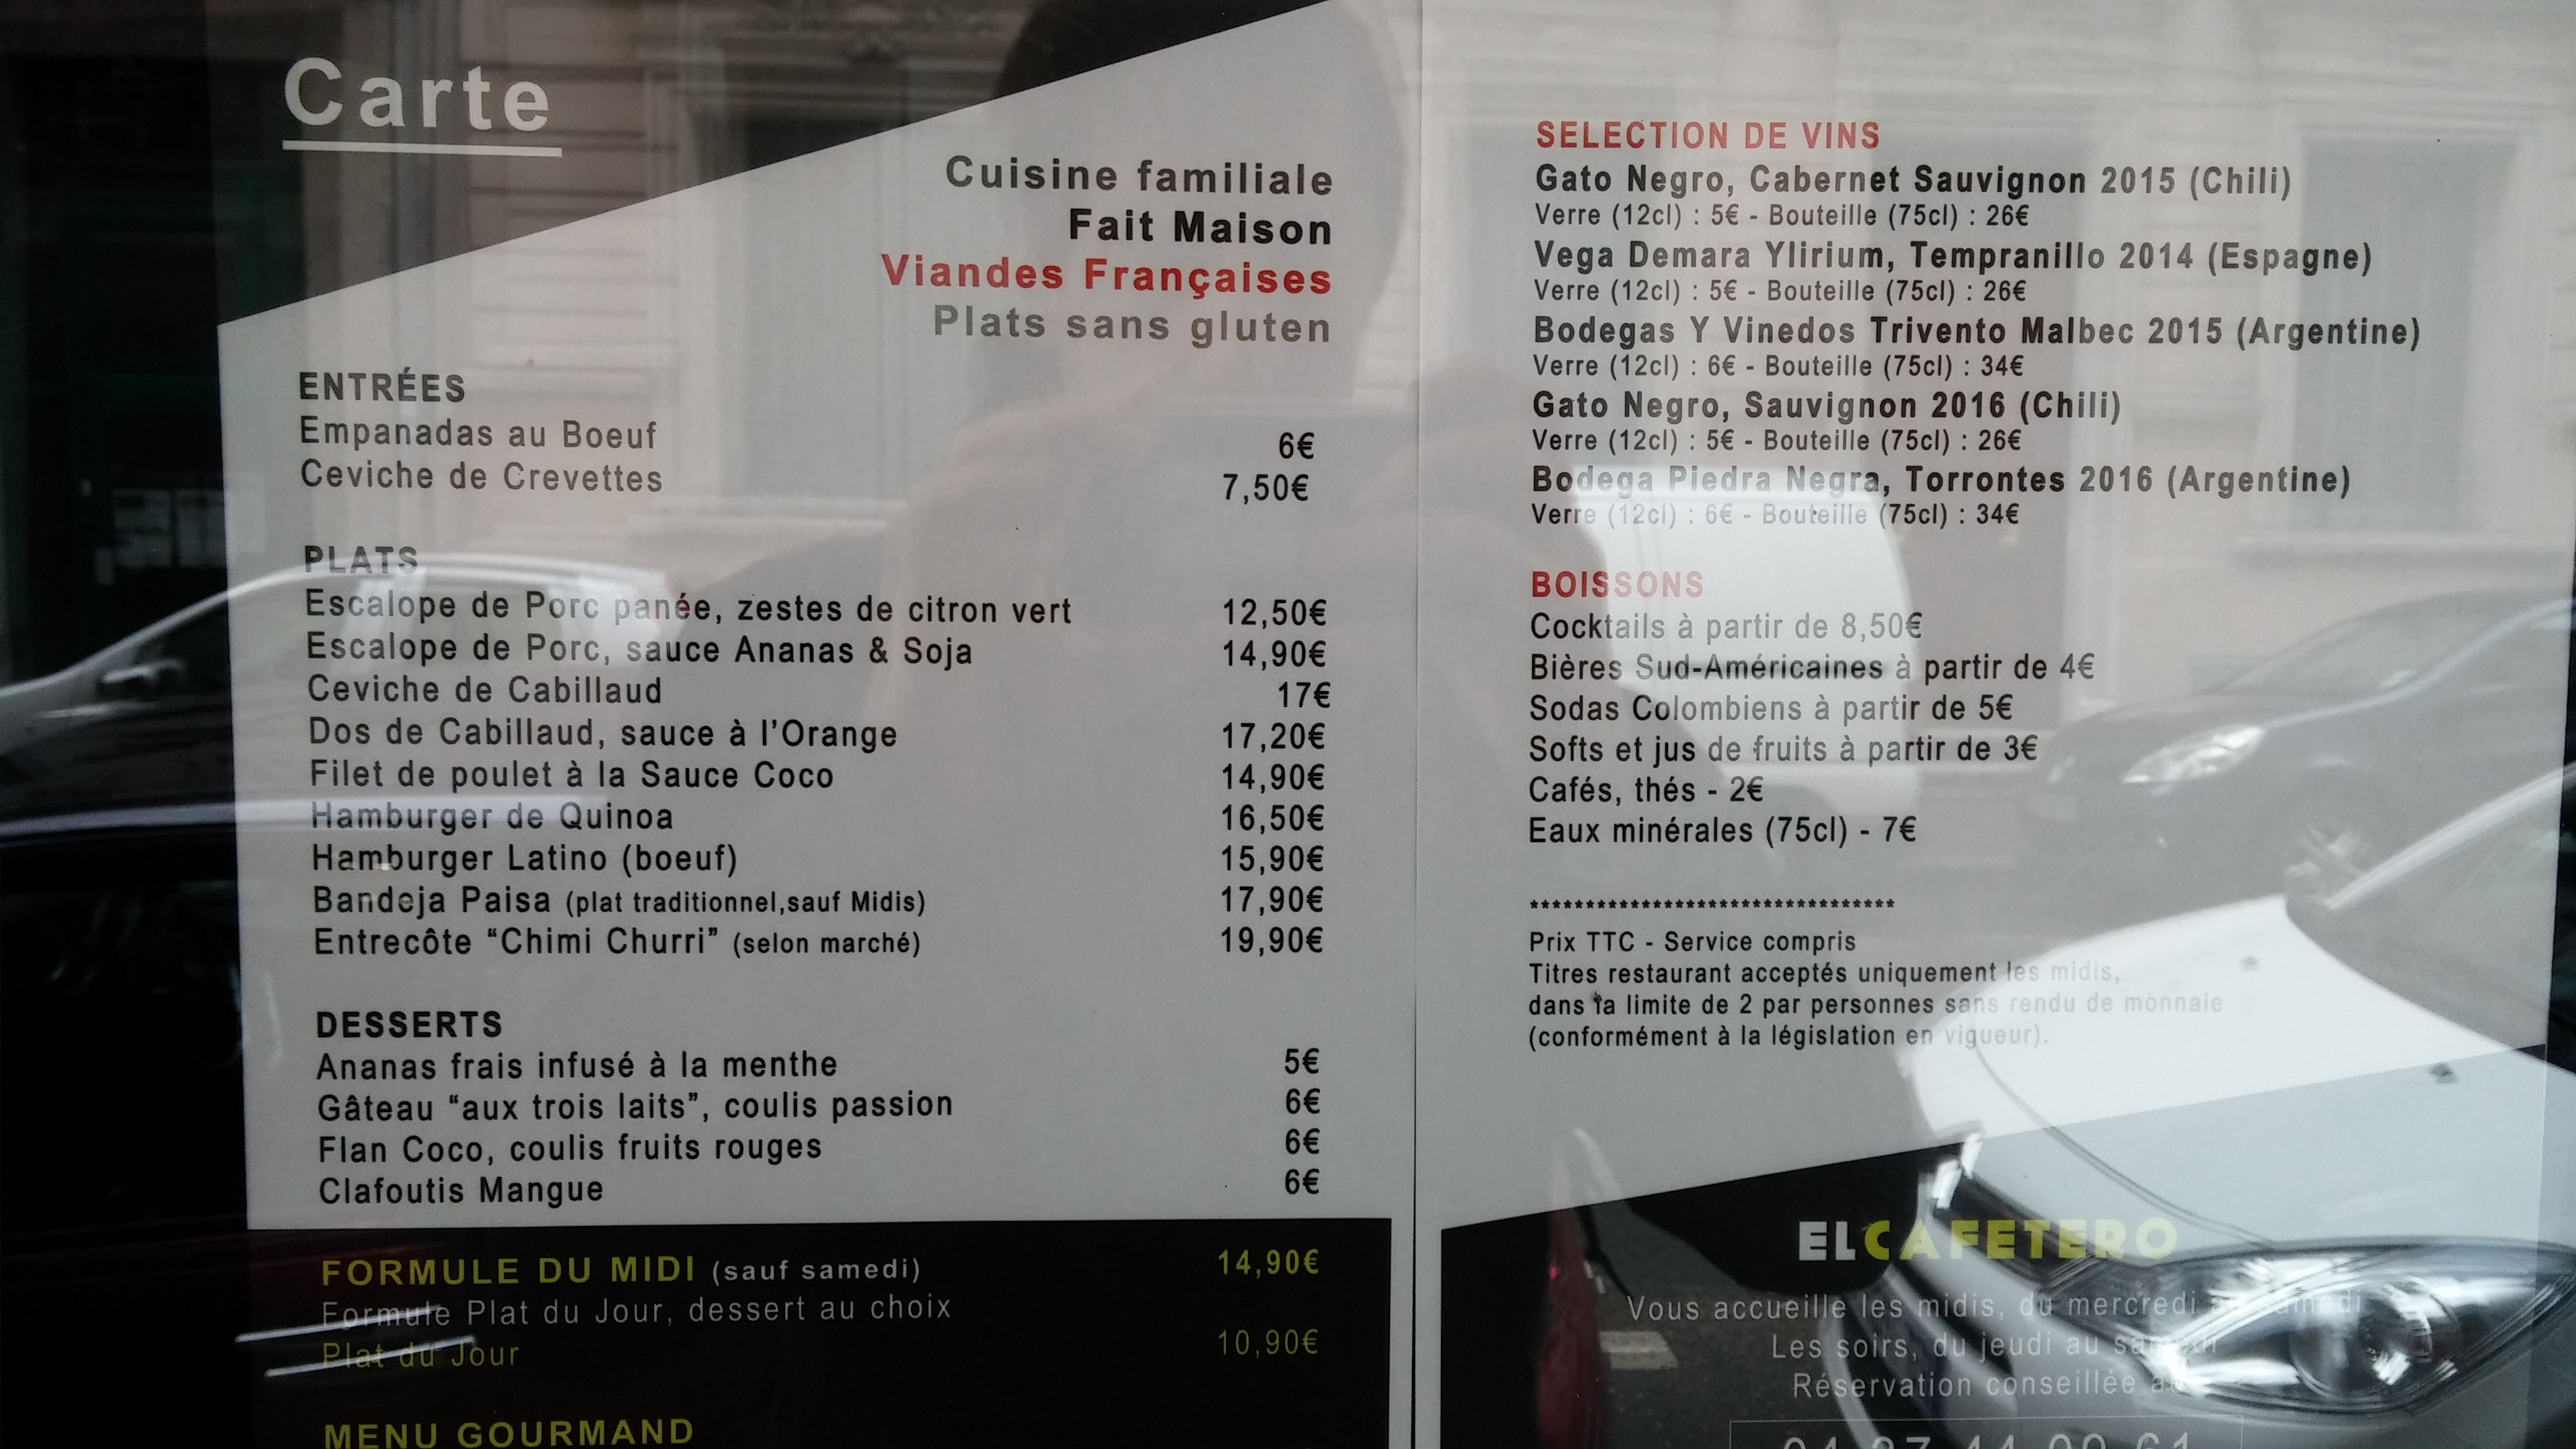 Carte
Cuisine familiale
Fait Maison
Viandes Françaises
Plats sans gluten
ENTRÉES
Empanadas au Boeuf 6€
Ceviche de Crevettes 7,50€
PLATS
Escalope de Porc panée, zestes de citron vert 12,50€
Escalope de Porc, sauce Ananas & Soja 14,90€
Ceviche de Cabillaud 17€
Dos de Cabillaud, sauce à l'Orange 17,20€
Filet de poulet à la Sauce Coco 14,90€
Hamburger de Quinoa 16,50€
Hamburger Latino (boeuf) 15,90€
Bandeja Paisa (plat traditionnel,sauf Midis) 17,90€
Entrecôte “Chimi Churri” (selon marché) 19,90€
DESSERTS
Ananas frais infusé à la menthe 5€
Gâteau “aux trois laits”, coulis passion 6€
Flan Coco, coulis fruits rouges 6€
Clafoutis Mangue 6€
FORMULE DU MIDI (sauf samedi) 14,90€
Formule Plat du Jour, dessert au choix
Plat du Jour 10,90€
MENU GOURMAND
SELECTION DE VINS
Gato Negro, Cabernet Sauvignon 2015 (Chili)
Verre (12cl) : 5€ - Bouteille (75cl) : 26€
Vega Demara Ylirium, Tempranillo 2014 (Espagne)
Verre (12cl) : 5€ - Bouteille (75cl) : 26€
Bodegas Y Vinedos Trivento Malbec 2015 (Argentine)
Verre (12cl) : 6€ - Bouteille (75cl) : 34€
Gato Negro, Sauvignon 2016 (Chili)
Verre (12cl) : 5€ - Bouteille (75cl) : 26€
Bodega Piedra Negra, Torrontes 2016 (Argentine)
Verre (12cl) : 6€ - Bouteille (75cl) : 34€
BOISSONS
Cocktails à partir de 8,50€
Bières Sud-Américaines à partir de 4€
Sodas Colombiens à partir de 5€
Softs et jus de fruits à partir de 3€
Cafés, thés - 2€
Eaux minérales (75cl) - 7€
*********************************
Prix TTC - Service compris
Titres restaurant acceptés uniquement les midis,
dans la limite de 2 par personnes sans rendu de monnaie
(conformément à la législation en vigueur).
ELCAFETERO
Vous accueille les midis, du mercredi au samedi
Les soirs, du jeudi au samedi
Réservation conseillée au